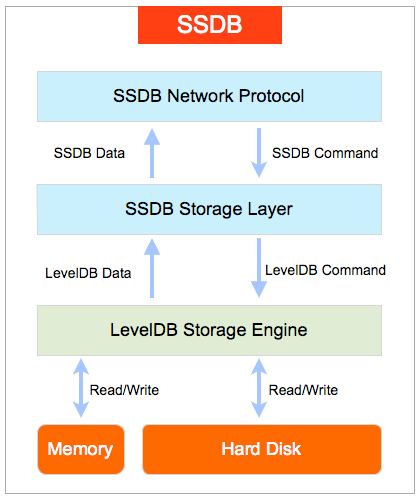 SSDB
SSDB Network Protocol
SSDB Data
SSDB Command
SSDB Storage Layer
LevelDB Data
LevelDB Command
LevelDB Storage Engine
Read/Write
Read/Write
Memory
Hard Disk